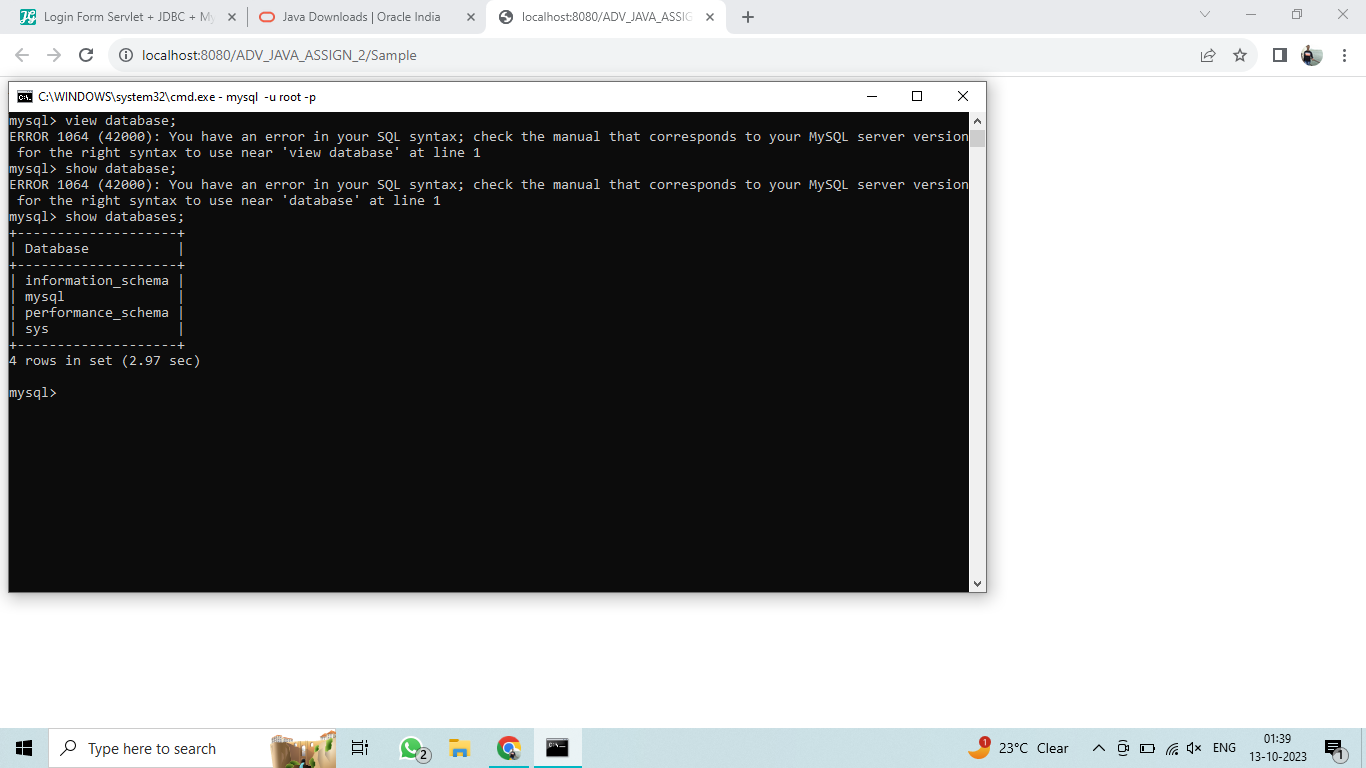 Login Form Servlet + JDBC + My
Java Downloads | Oracle India
localhost:8080/ADV_JAVA_ASSIG
localhost:8080/ADV_JAVA_ASSIGN_2/Sample
C:\WINDOWS\system32\cmd.exe - mysql  -u root -p
mysql> view database;
ERROR 1064 (42000): You have an error in your SQL syntax; check the manual that corresponds to your MySQL server version
 for the right syntax to use near 'view database' at line 1
mysql> show database;
ERROR 1064 (42000): You have an error in your SQL syntax; check the manual that corresponds to your MySQL server version
 for the right syntax to use near 'database' at line 1
mysql> show databases;
+--------------------+
| Database           |
+--------------------+
| information_schema |
| mysql              |
| performance_schema |
| sys                |
+--------------------+
4 rows in set (2.97 sec)
mysql>
Type here to search
2
1
23°C Clear
ENG
01:39
13-10-2023
1